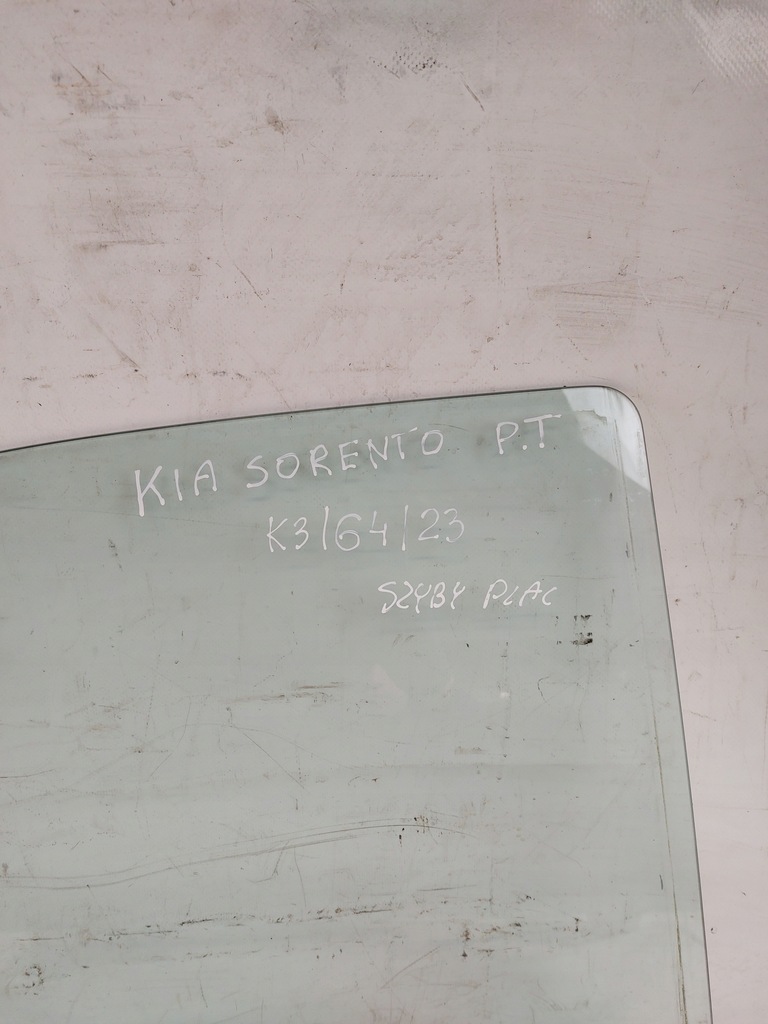 KIA SORENTO P.T
K3/64/23
SZYBY PLAC